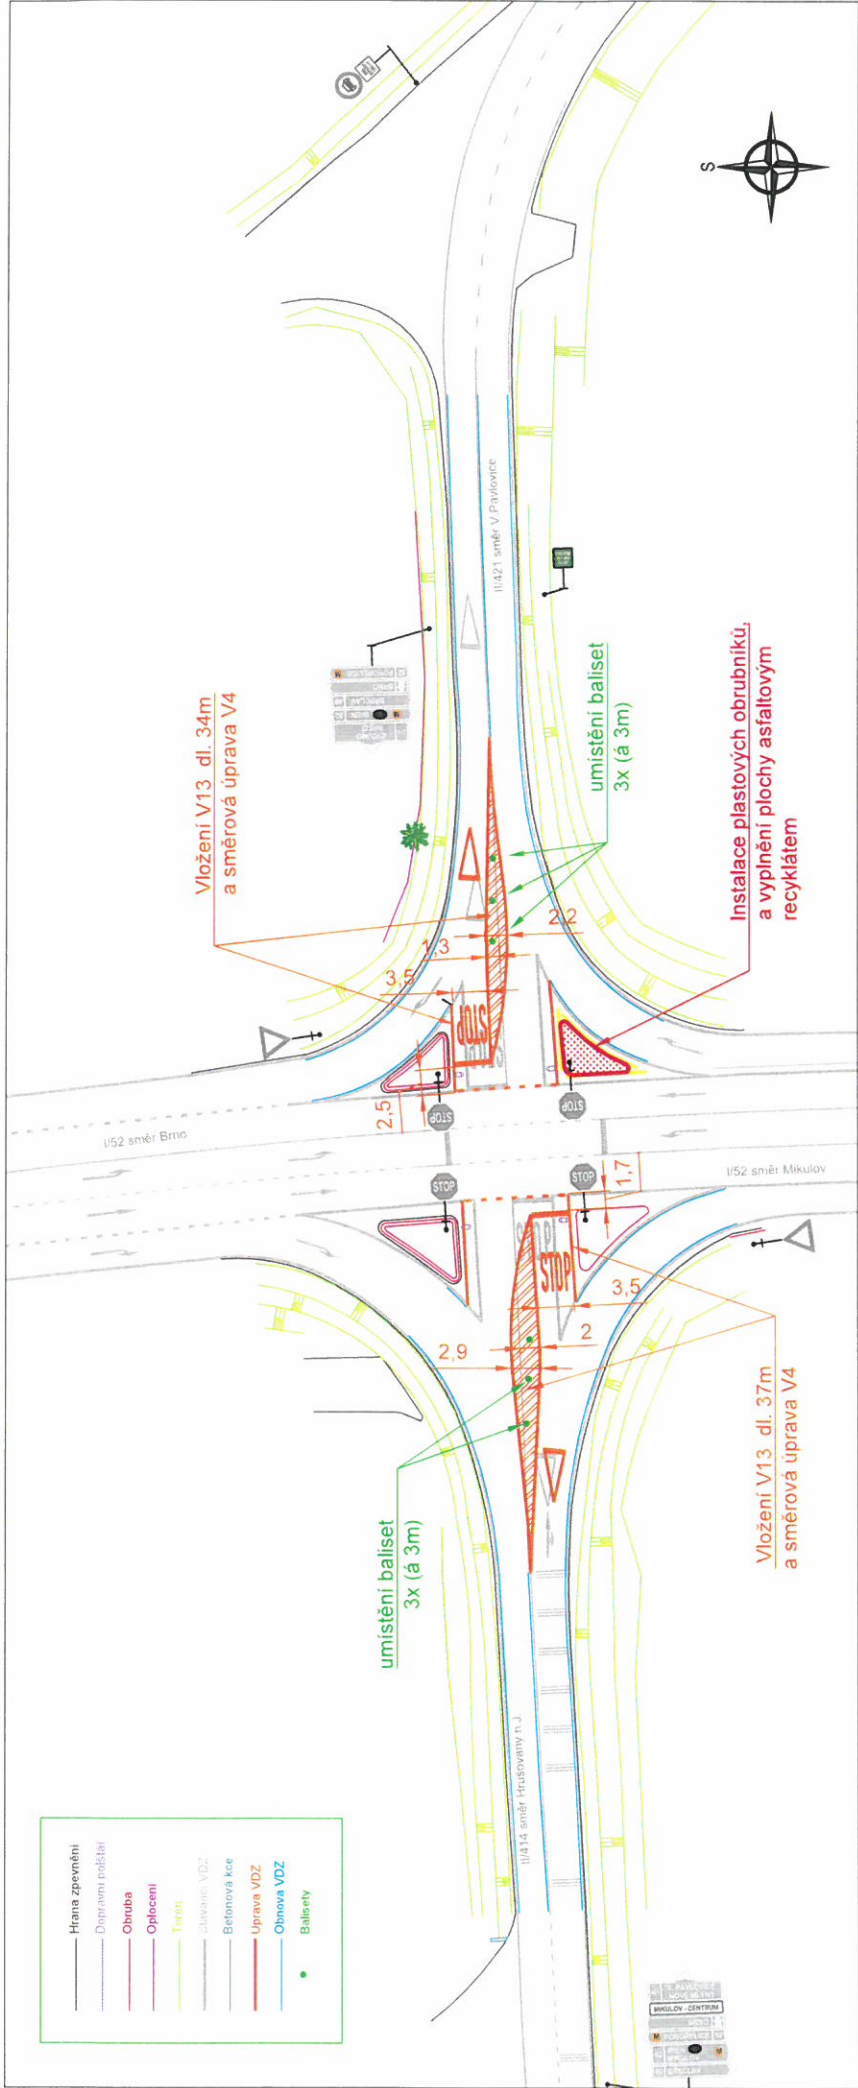 S
Vložení V13 dl. 34m
a směrová úprava V4
II/421 směr V.Pavlovice
umístění baliset
3x (á 3m)
Instalace plastových obrubníků,
a vyplnění plochy asfaltovým
recyklátem
2,2
1,3
3,5
STOP
2,5
STOP
STOP
I/52 směr Brno
I/52 směr Mikulov
STOP
STOP
1,7
STOP
STOP
3,5
2
2,9
Vložení V13 dl. 37m
a směrová úprava V4
umístění baliset
3x (á 3m)
II/414 směr Hrušovany n.J.
Hrana zpevnění
Dopravní polštář
Obruba
Oplocení
Terén
Stávající VDZ
Betonová kce
Úprava VDZ
Obnova VDZ
Balisety
MIKULOV - CENTRUM